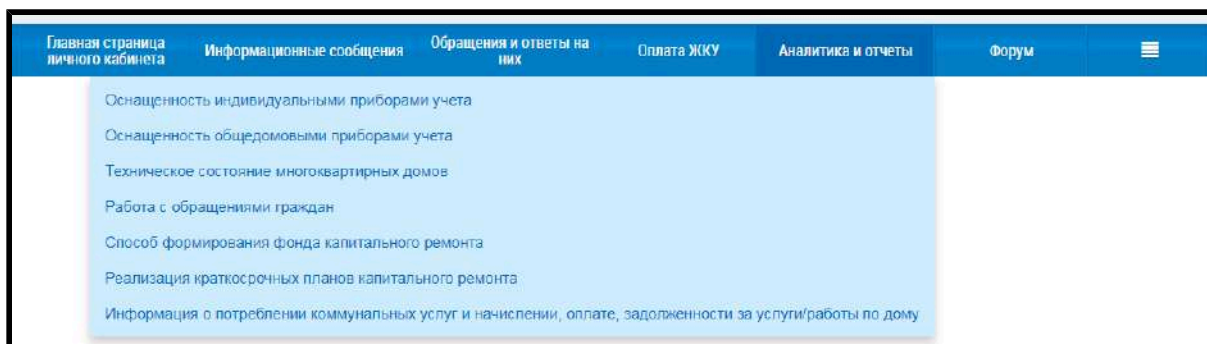 Главная страница
личного кабинета
Информационные сообщения
Обращения и ответы на
них
Оплата ЖКУ
Аналитика и отчеты
Форум
Оснащенность индивидуальными приборами учета
Оснащенность общедомовыми приборами учета
Техническое состояние многоквартирных домов
Работа с обращениями граждан
Способ формирования фонда капитального ремонта
Реализация краткосрочных планов капитального ремонта
Информация о потреблении коммунальных услуг и начислении, оплате, задолженности за услуги/работы по дому